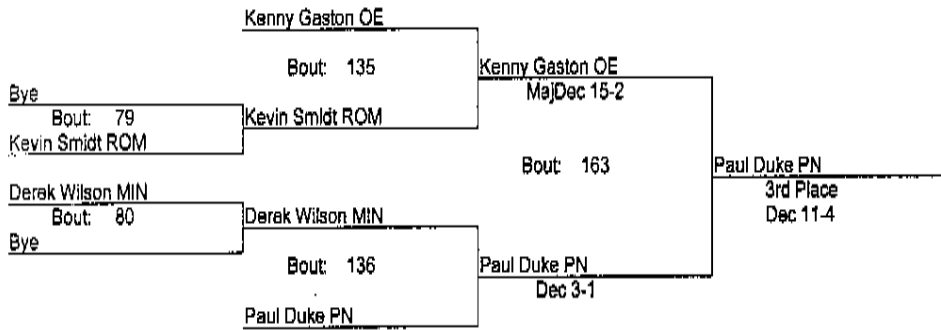 Kenny Gaston OE
Bout: 135
Kenny Gaston OE
MajDec 15-2
Bye
Bout: 79
Kevin Smidt ROM
Kevin Smidt ROM
Bout: 163
Paul Duke PN
3rd Place
Dec 11-4
Derek Wilson MIN
Bout: 80
Derek Wilson MIN
Bye
Bout: 136
Paul Duke PN
Dec 3-1
Paul Duke PN